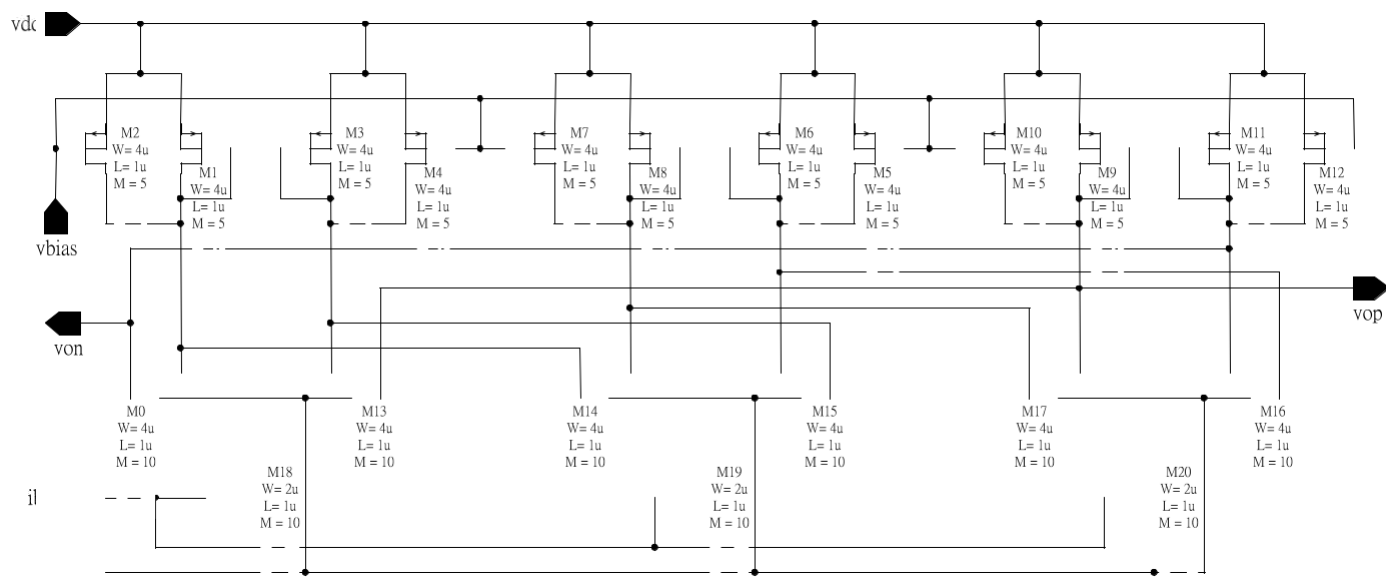 vdd
M2
W= 4u
L= 1u
M = 5
M1
W= 4u
L= 1u
M = 5
M3
W= 4u
L= 1u
M = 5
M4
W= 4u
L= 1u
M = 5
M7
W= 4u
L= 1u
M = 5
M8
W= 4u
L= 1u
M = 5
M6
W= 4u
L= 1u
M = 5
M5
W= 4u
L= 1u
M = 5
M10
W= 4u
L= 1u
M = 5
M9
W= 4u
L= 1u
M = 5
M11
W= 4u
L= 1u
M = 5
M12
W= 4u
L= 1u
M = 5
vbias
von
vop
M0
W= 4u
L= 1u
M = 10
M13
W= 4u
L= 1u
M = 10
M14
W= 4u
L= 1u
M = 10
M15
W= 4u
L= 1u
M = 10
M17
W= 4u
L= 1u
M = 10
M16
W= 4u
L= 1u
M = 10
M18
W= 2u
L= 1u
M = 10
M19
W= 2u
L= 1u
M = 10
M20
W= 2u
L= 1u
M = 10